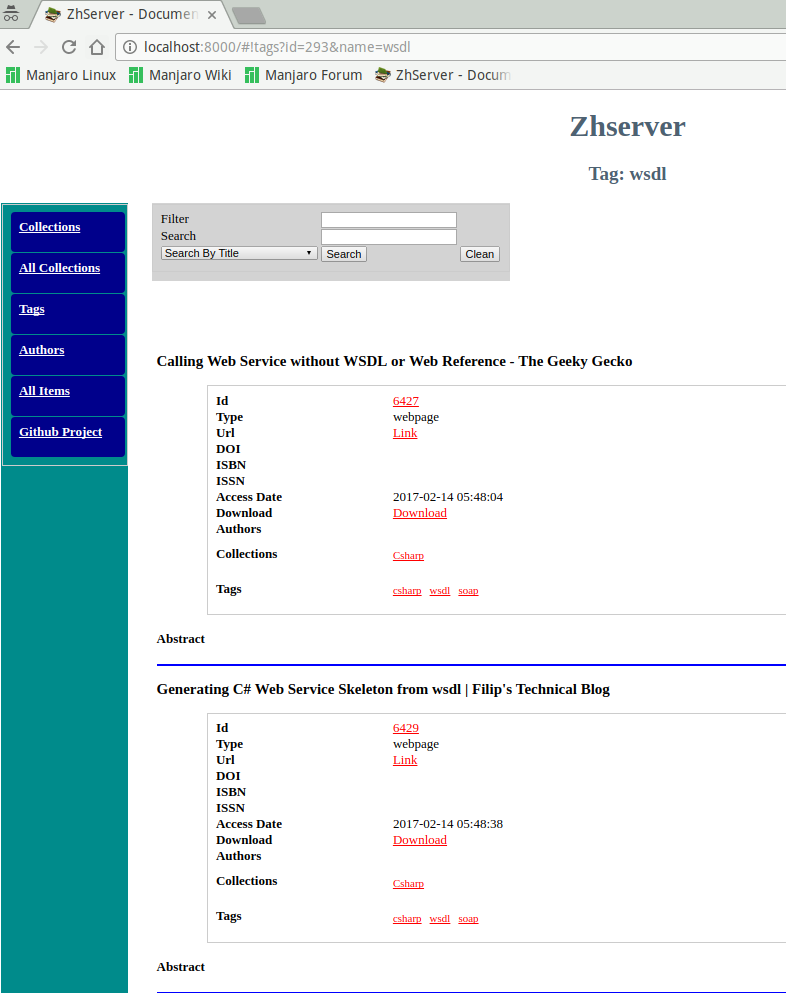 ZhServer - Documen
localhost:8000/#!tags?id=293&name=wsdl
Manjaro Linux Manjaro Wiki Manjaro Forum ZhServer - Docum
Zhserver
Tag: wsdl
Collections
All Collections
Tags
Authors
All Items
Github Project
Filter
Search
Search By Title Search Clean
Calling Web Service without WSDL or Web Reference - The Geeky Gecko
Id 6427
Type webpage
Url Link
DOI
ISBN
ISSN
Access Date 2017-02-14 05:48:04
Download Download
Authors
Collections Csharp
Tags csharp wsdl soap
Abstract
Generating C# Web Service Skeleton from wsdl | Filip's Technical Blog
Id 6429
Type webpage
Url Link
DOI
ISBN
ISSN
Access Date 2017-02-14 05:48:38
Download Download
Authors
Collections Csharp
Tags csharp wsdl soap
Abstract